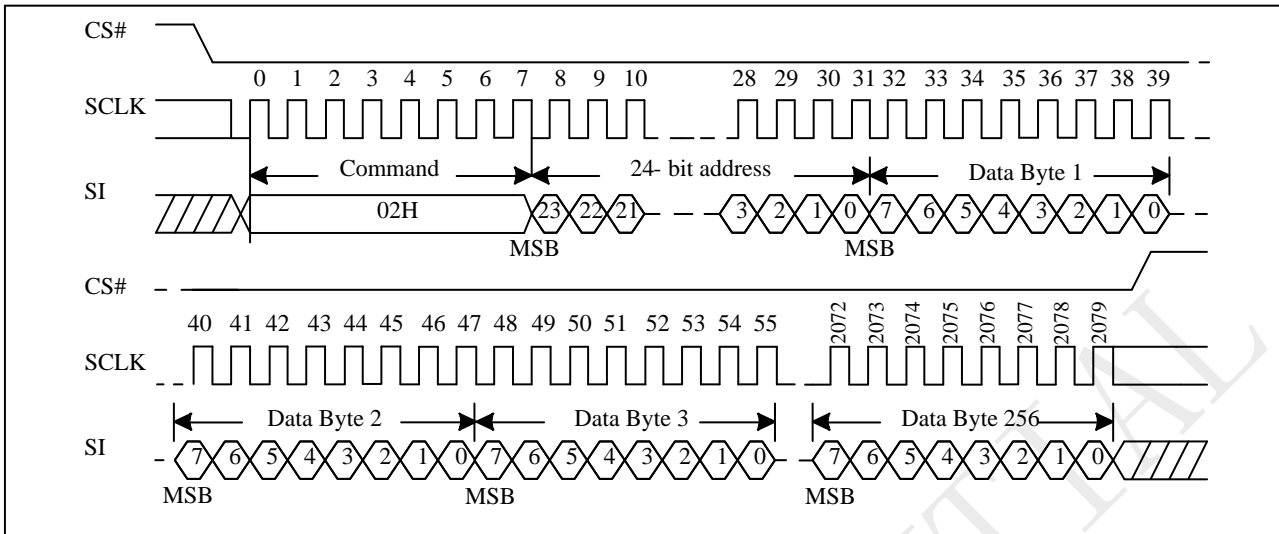 CS#
0 1 2 3 4 5 6 7 8 9 10 28 29 30 31 32 33 34 35 36 37 38 39
SCLK
Command 24- bit address Data Byte 1
SI
02H 23 22 21 3 2 1 0 7 6 5 4 3 2 1 0
MSB MSB
CS#
40 41 42 43 44 45 46 47 48 49 50 51 52 53 54 55 2072 2073 2074 2075 2076 2077 2078 2079
SCLK
Data Byte 2 Data Byte 3 Data Byte 256
SI
7 6 5 4 3 2 1 0 7 6 5 4 3 2 1 0 7 6 5 4 3 2 1 0
MSB MSB MSB